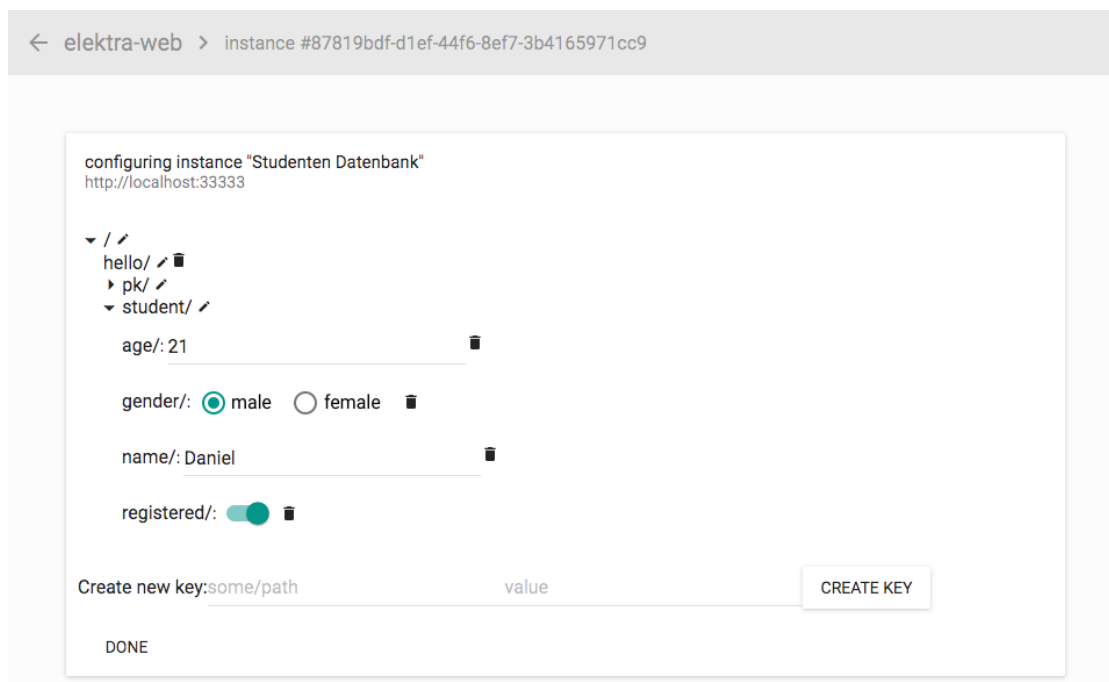 ← elektra-web > instance #87819bdf-d1ef-44f6-8ef7-3b4165971cc9
configuring instance "Studenten Datenbank"
http://localhost:33333
/
hello/
pk/
student/
age/: 21
gender/: male female
name/: Daniel
registered/:
Create new key: some/path value CREATE KEY
DONE